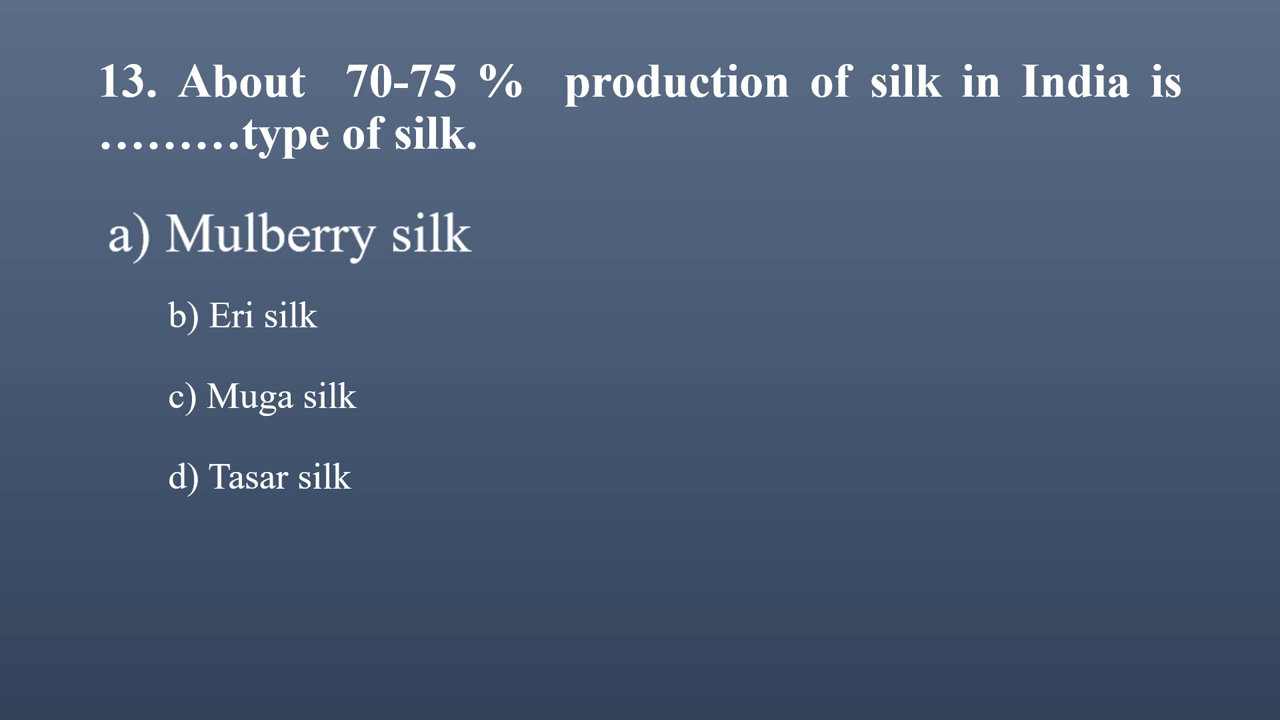 13. About 70-75 % production of silk in India is
………type of silk.
a) Mulberry silk
b) Eri silk
c) Muga silk
d) Tasar silk